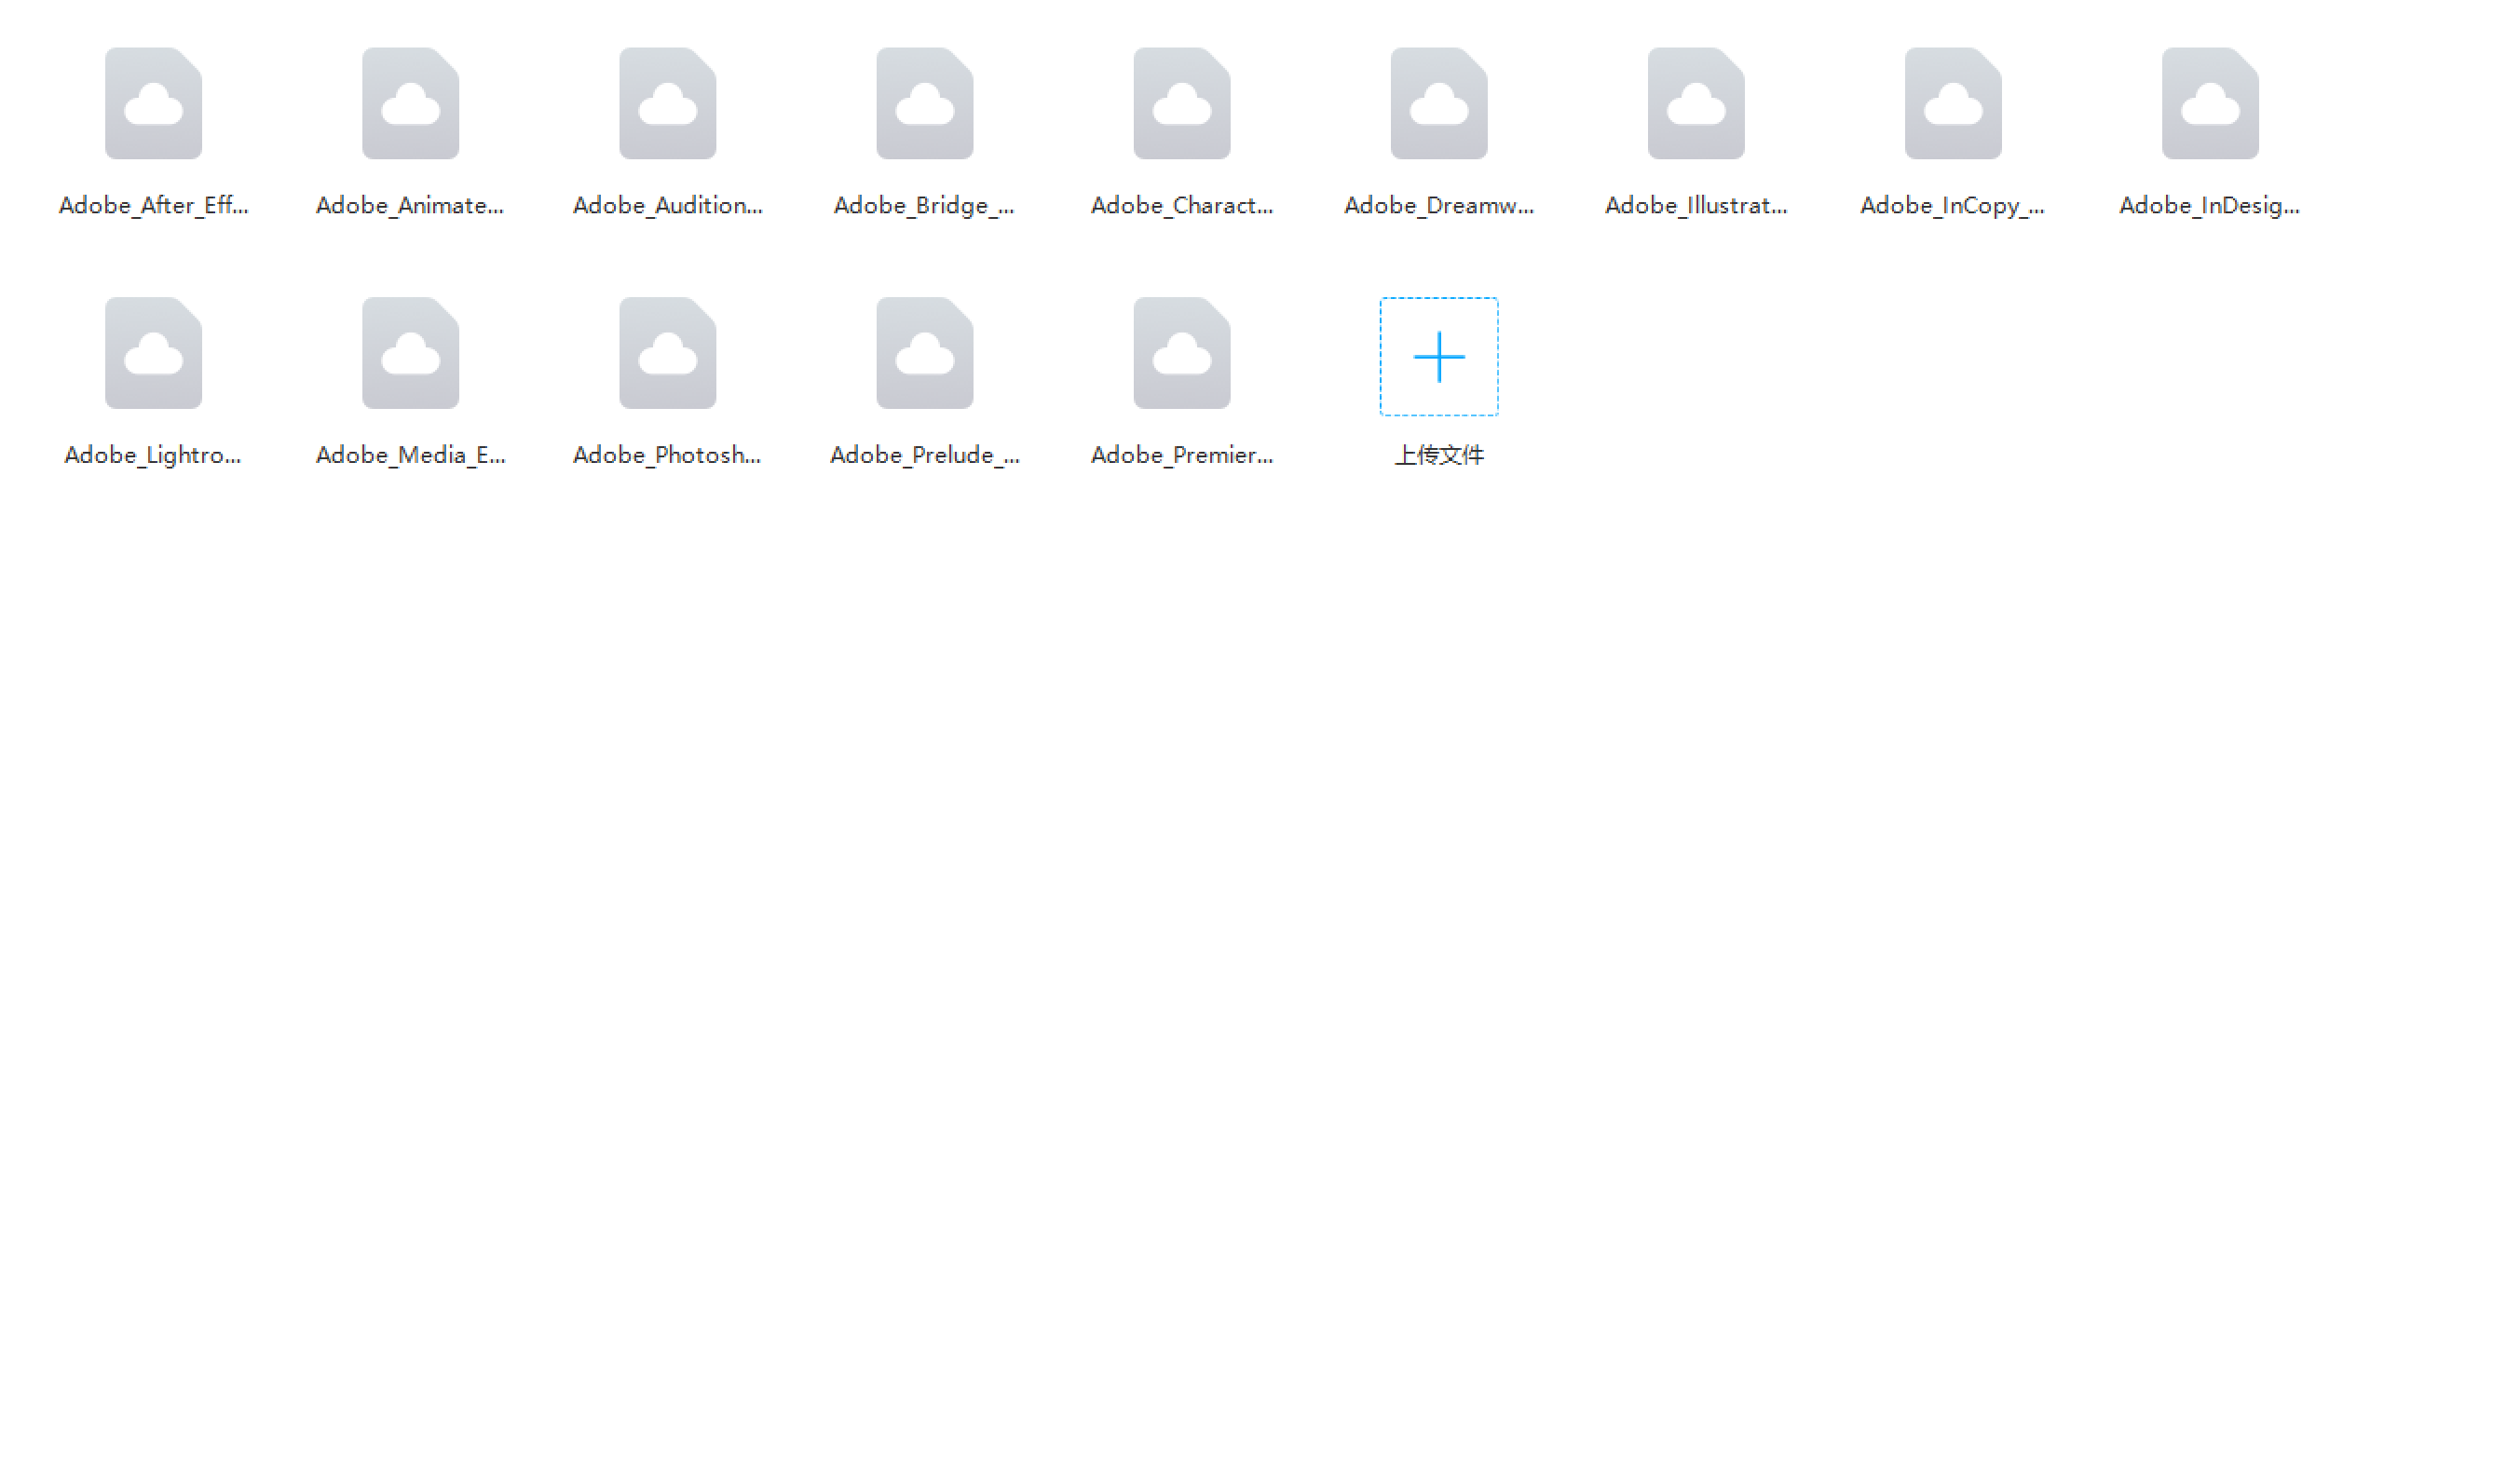 Adobe_After_Eff...
Adobe_Animate...
Adobe_Audition...
Adobe_Bridge_...
Adobe_Charact...
Adobe_Dreamw...
Adobe_Illustrat...
Adobe_InCopy_...
Adobe_InDesig...
Adobe_Lightro...
Adobe_Media_E...
Adobe_Photosh...
Adobe_Prelude_...
Adobe_Premier...
上传文件